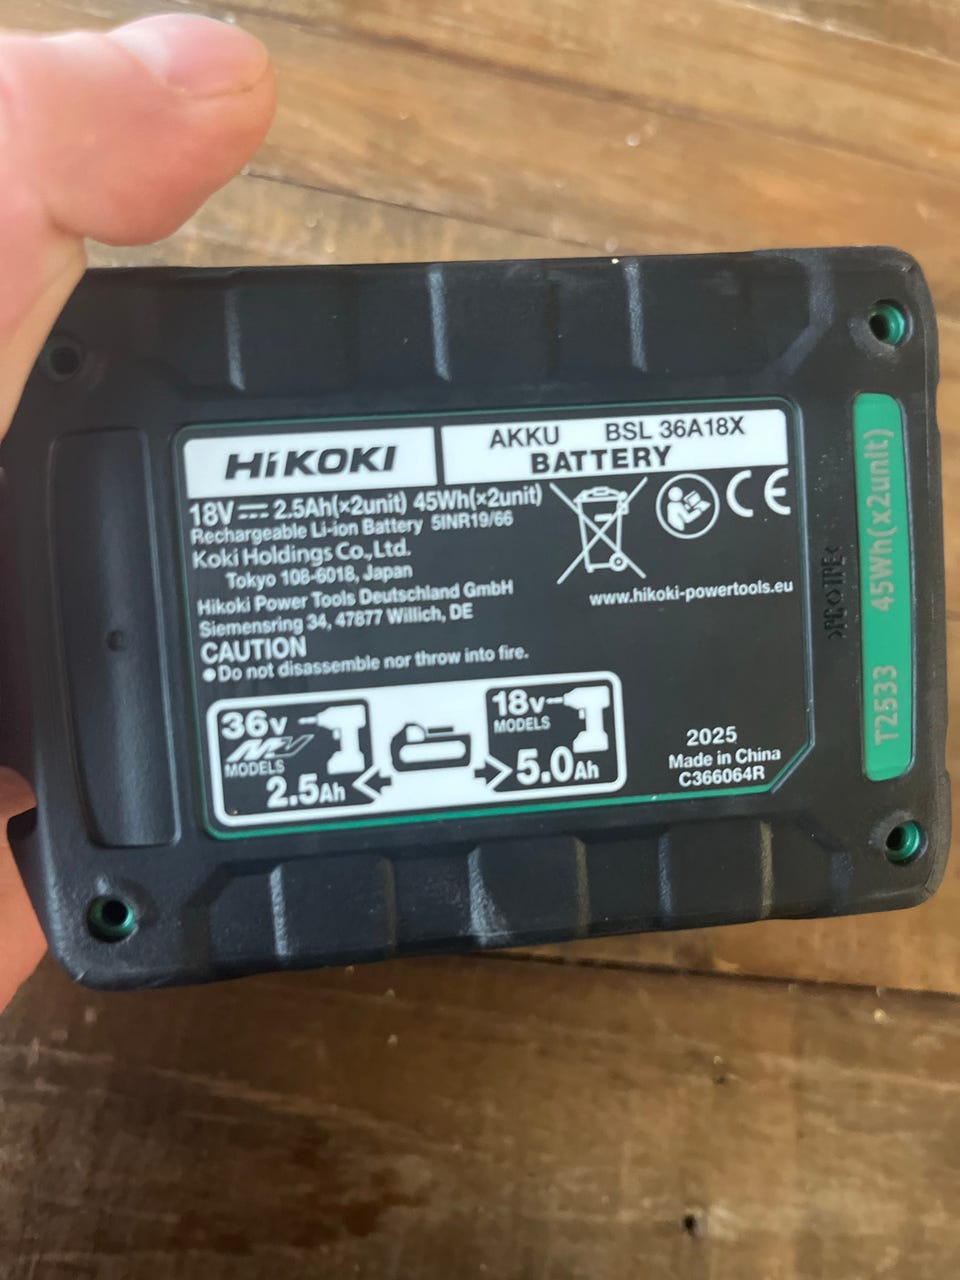 HiKOKI
AKKU BSL 36A18X
BATTERY
18V⎓2.5Ah(×2unit) 45Wh(×2unit)
Rechargeable Li-ion Battery 5INR19/66
Koki Holdings Co.,Ltd.
Tokyo 108-6018, Japan
Hikoki Power Tools Deutschland GmbH
Siemensring 34, 47877 Willich, DE
CAUTION
●Do not disassemble nor throw into fire.
CE
www.hikoki-powertools.eu
36v
MV
MODELS
2.5Ah
18v
MODELS
5.0Ah
2025
Made in China
C366064R
T2533 45Wh(x2unit)